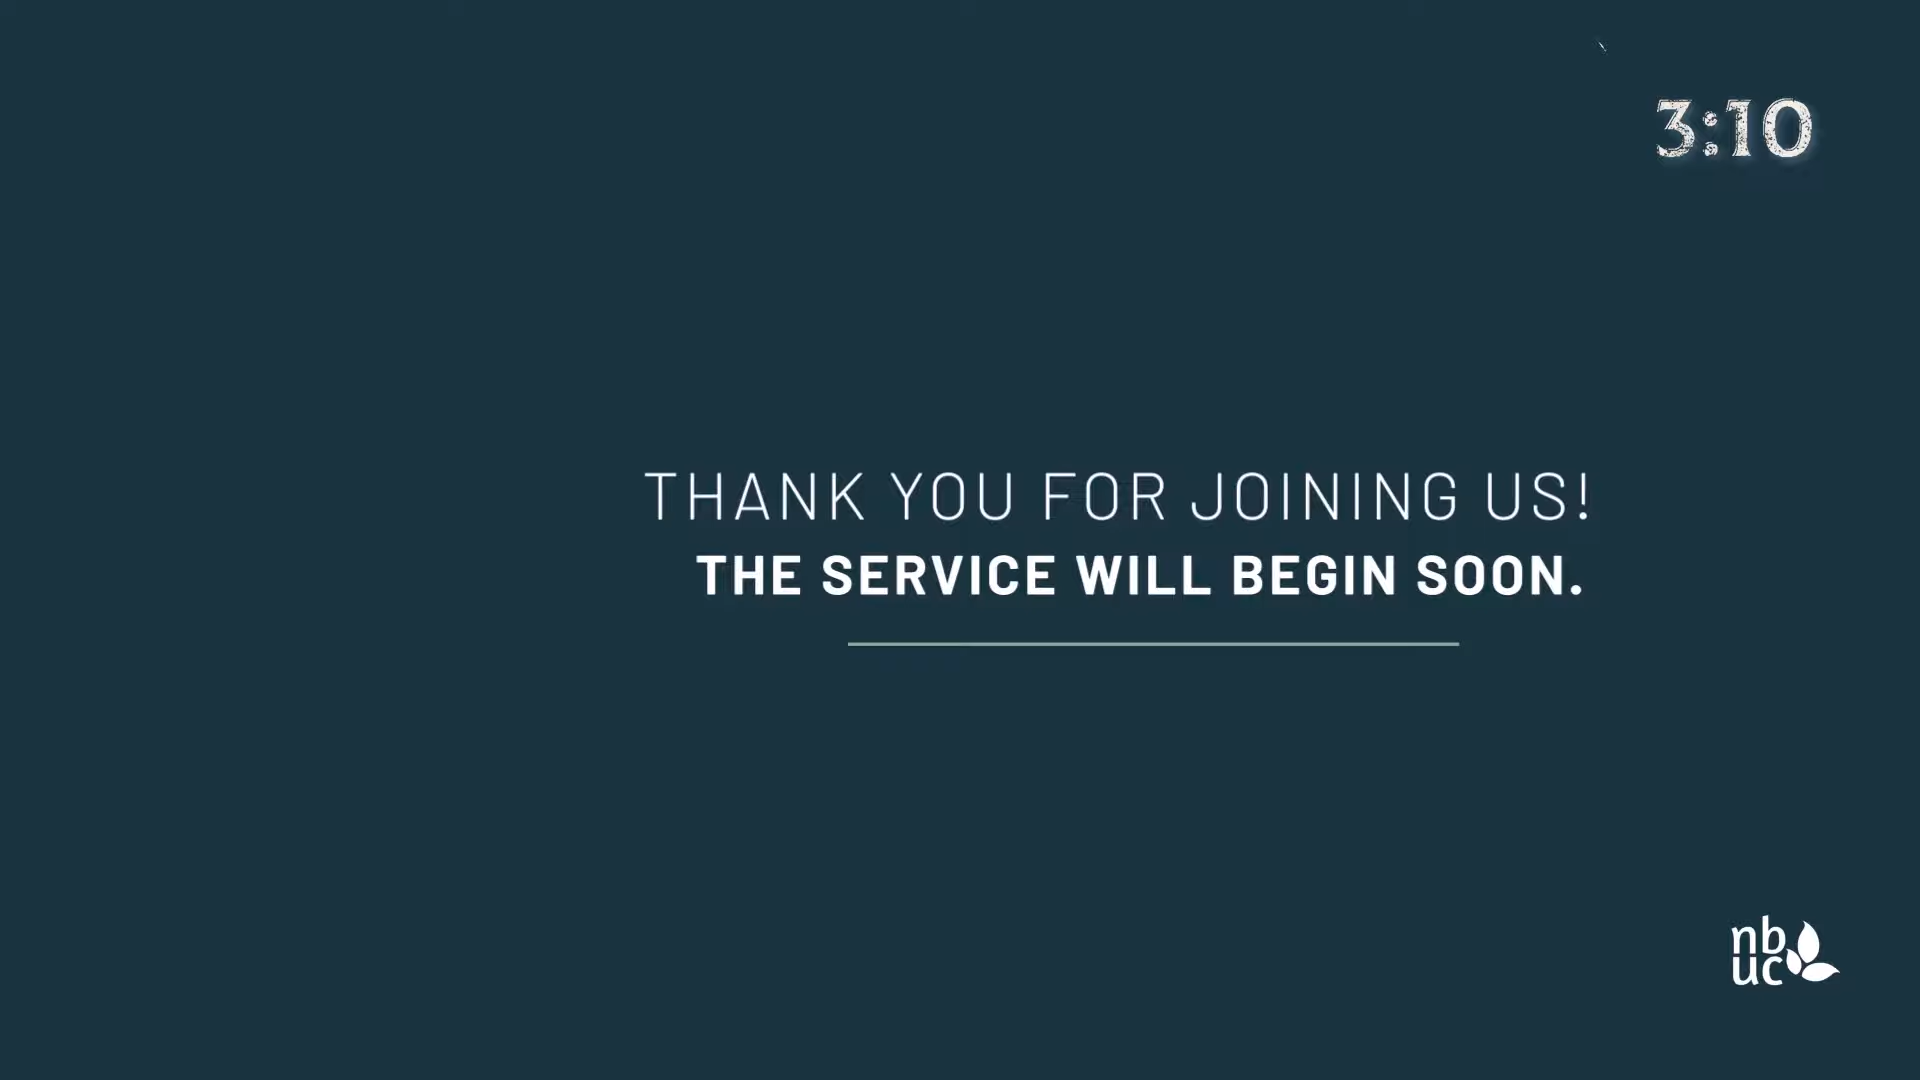 3:10
THANK YOU FOR JOINING US!
THE SERVICE WILL BEGIN SOON.
nb
uc